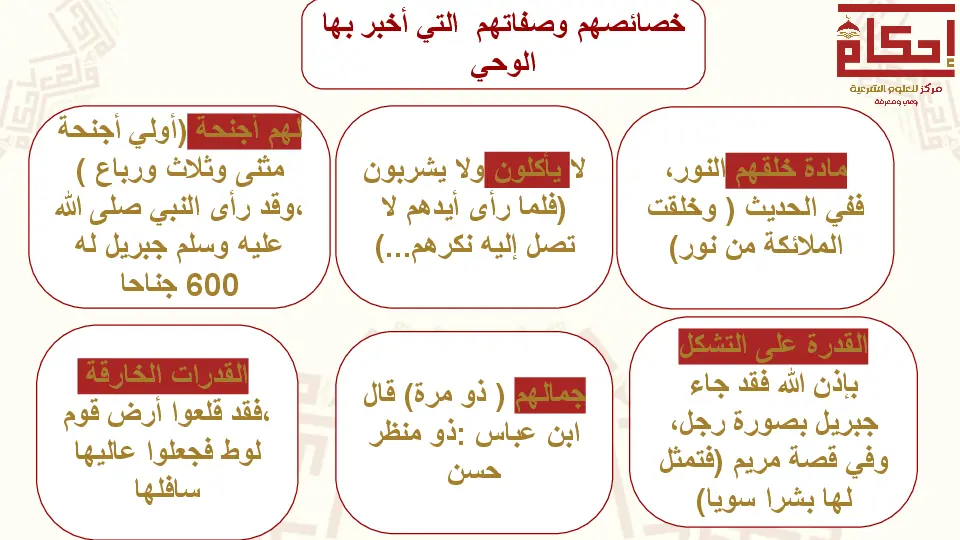 خصائصهم وصفاتهم التي أخبر بها
الوحي
إحكام
مركز للعلوم الشرعية
وعي ومعرفة
مادة خلقهم النور،
ففي الحديث ( وخلقت
الملائكة من نور)
لا يأكلون ولا يشربون
(فلما رأى أيدهم لا
تصل إليه نكرهم...)
لهم أجنحة (أولي أجنحة
مثنى وثلاث ورباع )
،وقد رأى النبي صلى الله
عليه وسلم جبريل له
600 جناحا
القدرة على التشكل
بإذن الله فقد جاء
جبريل بصورة رجل،
وفي قصة مريم (فتمثل
لها بشرا سويا)
جمالهم ( ذو مرة) قال
ابن عباس :ذو منظر
حسن
القدرات الخارقة
،فقد قلعوا أرض قوم
لوط فجعلوا عاليها
سافلها